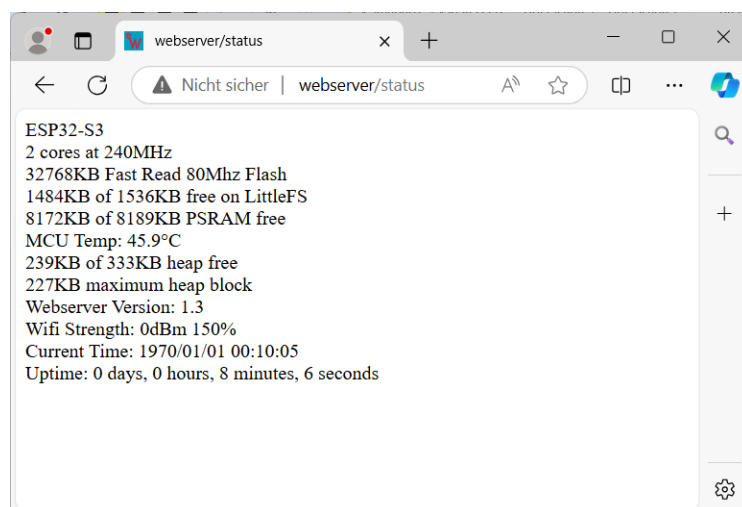 webserver/status
Nicht sicher | webserver/status
ESP32-S3
2 cores at 240MHz
32768KB Fast Read 80Mhz Flash
1484KB of 1536KB free on LittleFS
8172KB of 8189KB PSRAM free
MCU Temp: 45.9°C
239KB of 333KB heap free
227KB maximum heap block
Webserver Version: 1.3
Wifi Strength: 0dBm 150%
Current Time: 1970/01/01 00:10:05
Uptime: 0 days, 0 hours, 8 minutes, 6 seconds